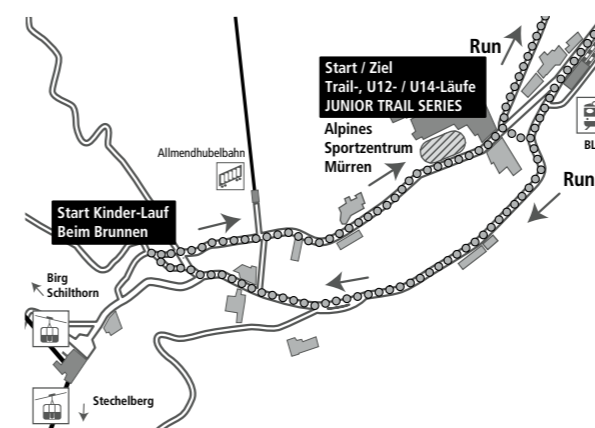 Run
Start / Ziel
Trail-, U12- / U14-Läufe
JUNIOR TRAIL SERIES
Alpines
Sportzentrum
Mürren
BL
Allmendhubelbahn
Run
Start Kinder-Lauf
Beim Brunnen
Birg
Schilthorn
Stechelberg